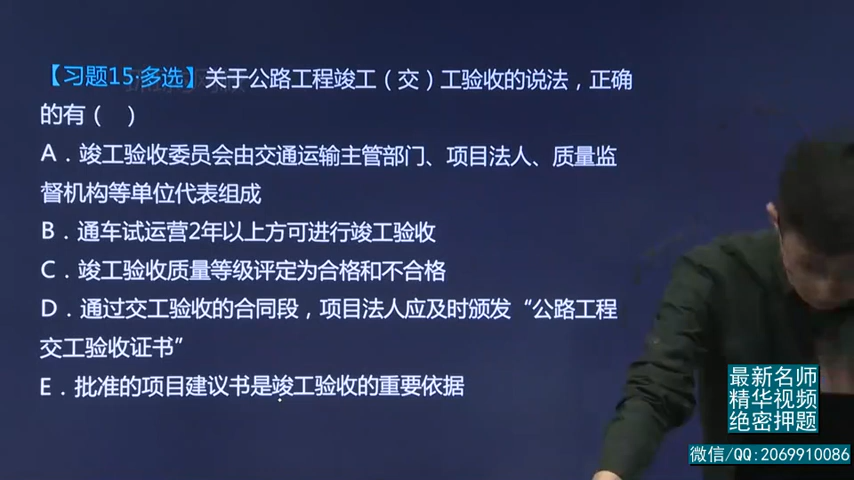 【习题15·多选】关于公路工程竣工（交）工验收的说法，正确
的有（ ）
A．竣工验收委员会由交通运输主管部门、项目法人、质量监
督机构等单位代表组成
B．通车试运营2年以上方可进行竣工验收
C．竣工验收质量等级评定为合格和不合格
D．通过交工验收的合同段，项目法人应及时颁发“公路工程
交工验收证书”
E．批准的项目建议书是竣工验收的重要依据
最新名师
精华视频
绝密押题
微信/QQ:2069910086